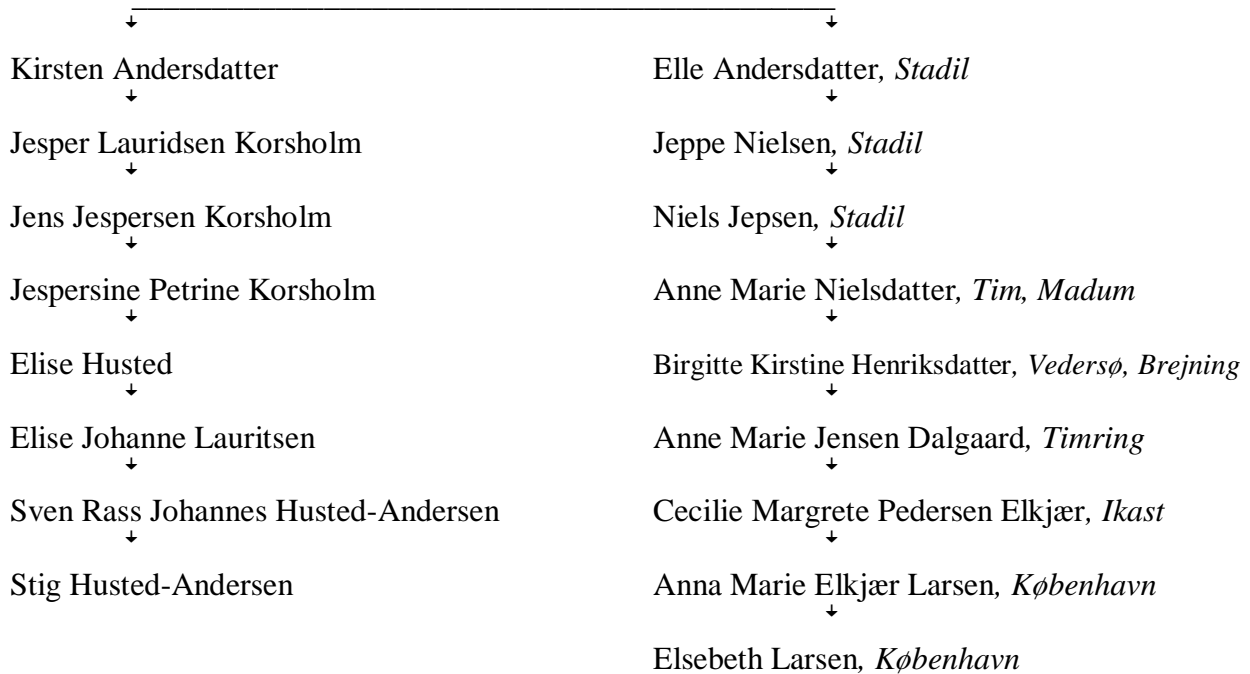 Kirsten Andersdatter
Elle Andersdatter, Stadil
Jesper Lauridsen Korsholm
Jeppe Nielsen, Stadil
Jens Jespersen Korsholm
Niels Jepsen, Stadil
Jespersine Petrine Korsholm
Anne Marie Nielsdatter, Tim, Madum
Elise Husted
Birgitte Kirstine Henriksdatter, Vedersø, Brejning
Elise Johanne Lauritsen
Anne Marie Jensen Dalgaard, Timring
Sven Rass Johannes Husted-Andersen
Cecilie Margrete Pedersen Elkjær, Ikast
Stig Husted-Andersen
Anna Marie Elkjær Larsen, København
Elsebeth Larsen, København